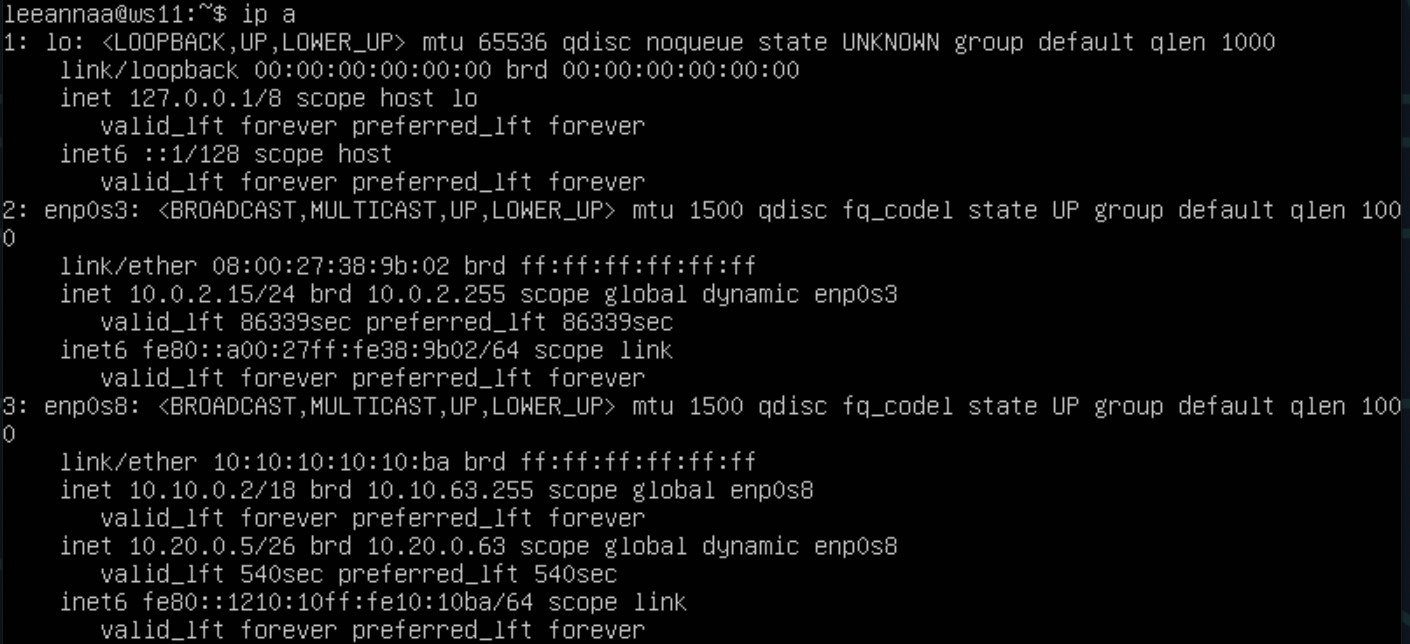 leeannaa@ws11:~$ ip a
1: lo: <LOOPBACK,UP,LOWER_UP> mtu 65536 qdisc noqueue state UNKNOWN group default qlen 1000
    link/loopback 00:00:00:00:00:00 brd 00:00:00:00:00:00
    inet 127.0.0.1/8 scope host lo
       valid_lft forever preferred_lft forever
    inet6 ::1/128 scope host
       valid_lft forever preferred_lft forever
2: enp0s3: <BROADCAST,MULTICAST,UP,LOWER_UP> mtu 1500 qdisc fq_codel state UP group default qlen 100
0
    link/ether 08:00:27:38:9b:02 brd ff:ff:ff:ff:ff:ff
    inet 10.0.2.15/24 brd 10.0.2.255 scope global dynamic enp0s3
       valid_lft 86339sec preferred_lft 86339sec
    inet6 fe80::a00:27ff:fe38:9b02/64 scope link
       valid_lft forever preferred_lft forever
3: enp0s8: <BROADCAST,MULTICAST,UP,LOWER_UP> mtu 1500 qdisc fq_codel state UP group default qlen 100
0
    link/ether 10:10:10:10:10:ba brd ff:ff:ff:ff:ff:ff
    inet 10.10.0.2/18 brd 10.10.63.255 scope global enp0s8
       valid_lft forever preferred_lft forever
    inet 10.20.0.5/26 brd 10.20.0.63 scope global dynamic enp0s8
       valid_lft 540sec preferred_lft 540sec
    inet6 fe80::1210:10ff:fe10:10ba/64 scope link
       valid_lft forever preferred_lft forever